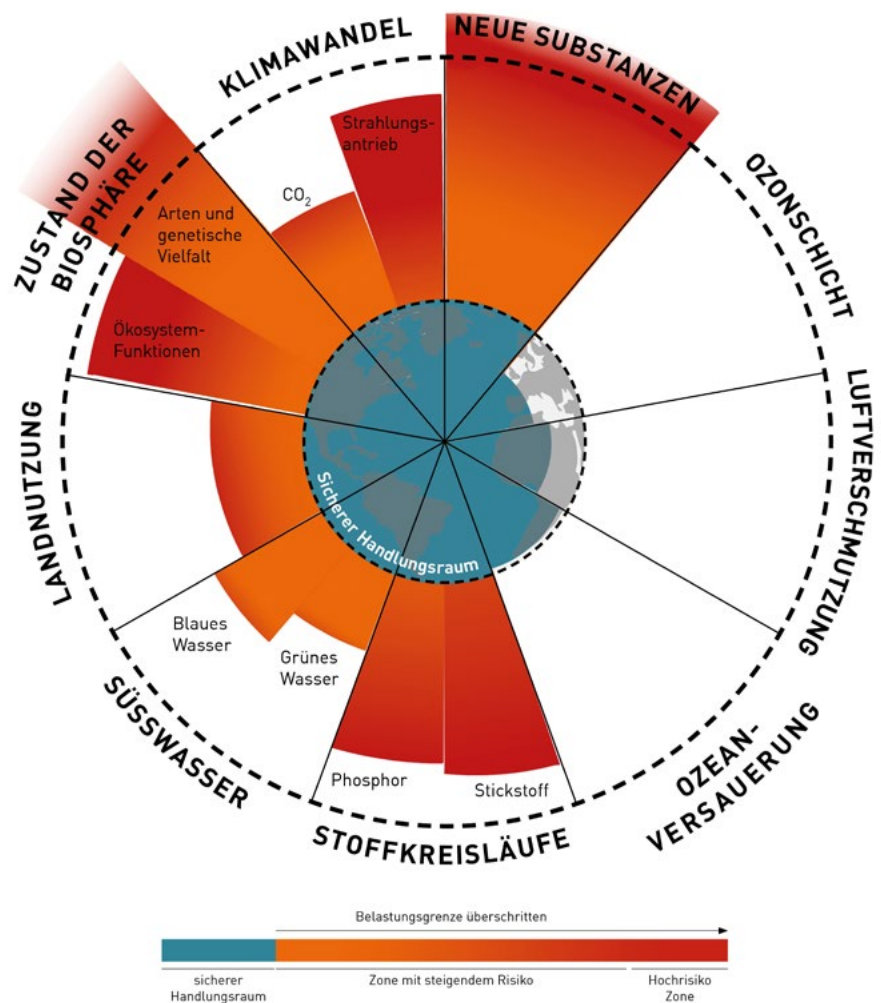 KLIMAWANDEL
NEUE SUBSTANZEN
OZONSCHICHT
LUFTVERSCHMUTZUNG
OZEAN-
VERSAUERUNG
STOFFKREISLÄUFE
SÜSSWASSER
LANDNUTZUNG
ZUSTAND DER
BIOSPHÄRE
Strahlungs-
antrieb
CO₂
Arten und
genetische
Vielfalt
Ökosystem-
Funktionen
Sicherer Handlungsraum
Blaues
Wasser
Grünes
Wasser
Phosphor
Stickstoff
Belastungsgrenze überschritten
sicherer
Handlungsraum
Zone mit steigendem Risiko
Hochrisiko
Zone